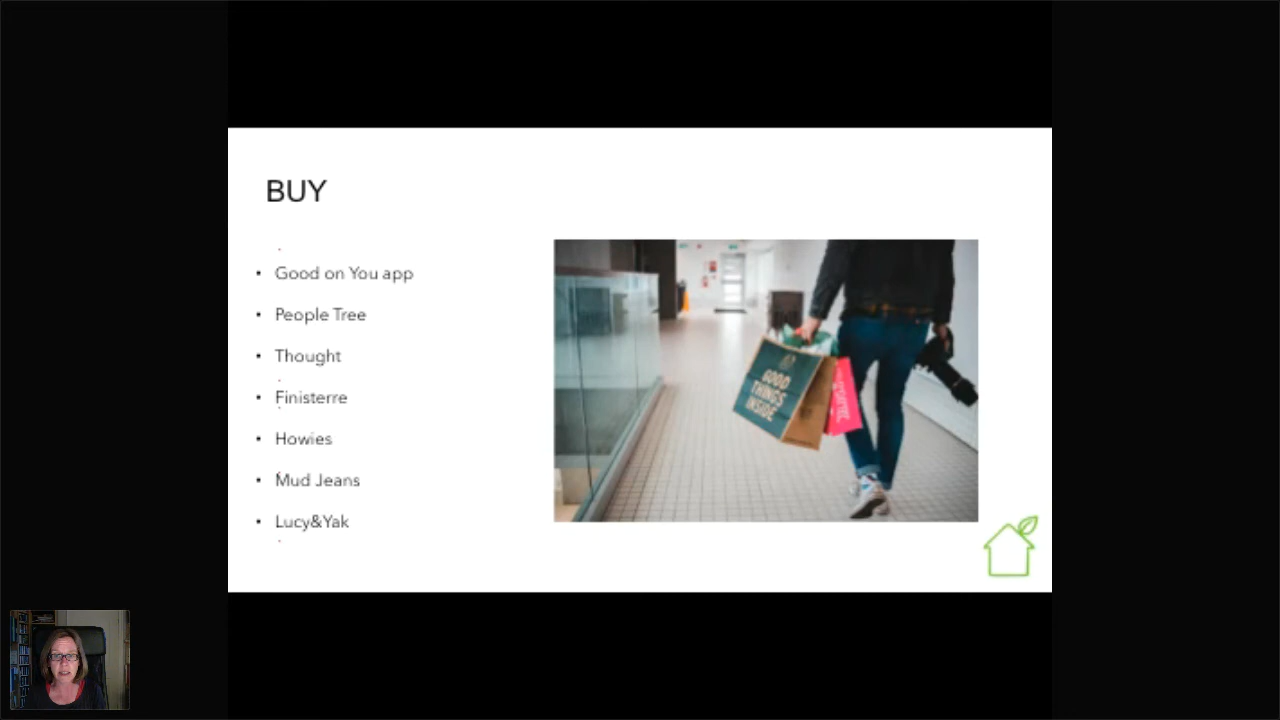 BUY
• Good on You app
• People Tree
• Thought
• Finisterre
• Howies
• Mud Jeans
• Lucy&Yak
GOOD
THINGS
INSIDE